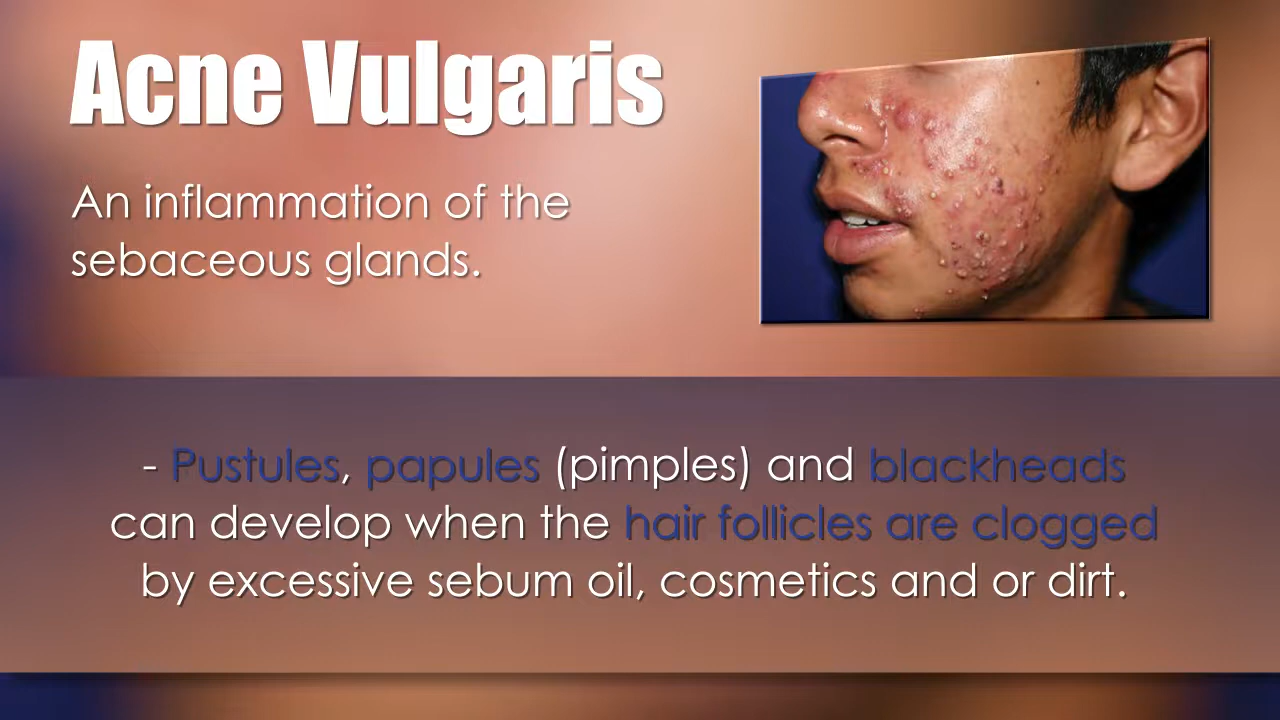 Acne Vulgaris
An inflammation of the
sebaceous glands.
- Pustules, papules (pimples) and blackheads
can develop when the hair follicles are clogged
by excessive sebum oil, cosmetics and or dirt.